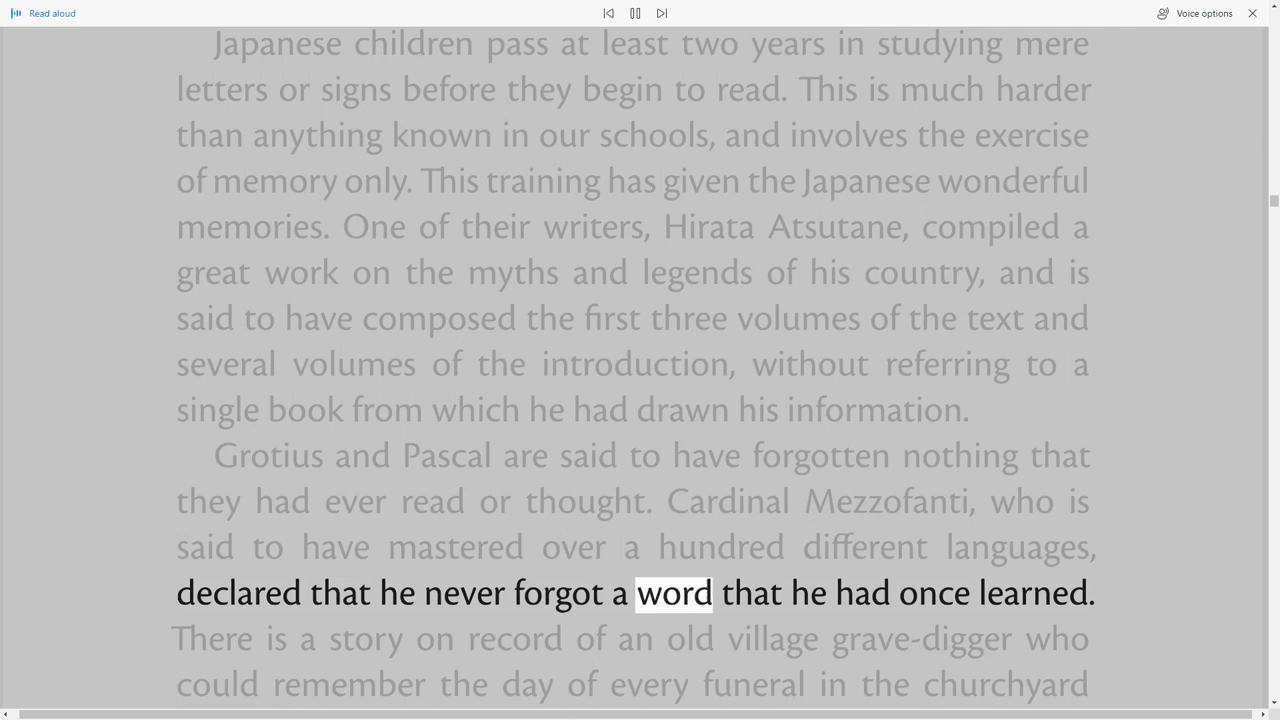 Read aloud
Voice options
Japanese children pass at least two years in studying mere
letters or signs before they begin to read. This is much harder
than anything known in our schools, and involves the exercise
of memory only. This training has given the Japanese wonderful
memories. One of their writers, Hirata Atsutane, compiled a
great work on the myths and legends of his country, and is
said to have composed the first three volumes of the text and
several volumes of the introduction, without referring to a
single book from which he had drawn his information.
Grotius and Pascal are said to have forgotten nothing that
they had ever read or thought. Cardinal Mezzofanti, who is
said to have mastered over a hundred different languages,
declared that he never forgot a word that he had once learned.
There is a story on record of an old village grave-digger who
could remember the day of every funeral in the churchyard